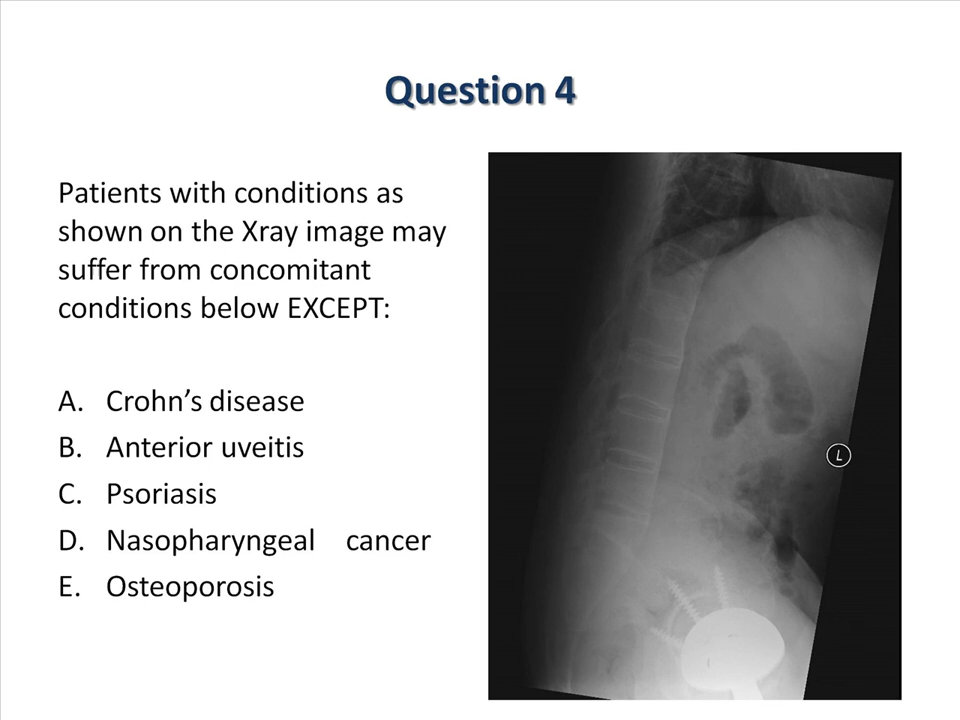 Question 4
Patients with conditions as
shown on the Xray image may
suffer from concomitant
conditions below EXCEPT:
A. Crohn’s disease
B. Anterior uveitis
C. Psoriasis
D. Nasopharyngeal cancer
E. Osteoporosis
L